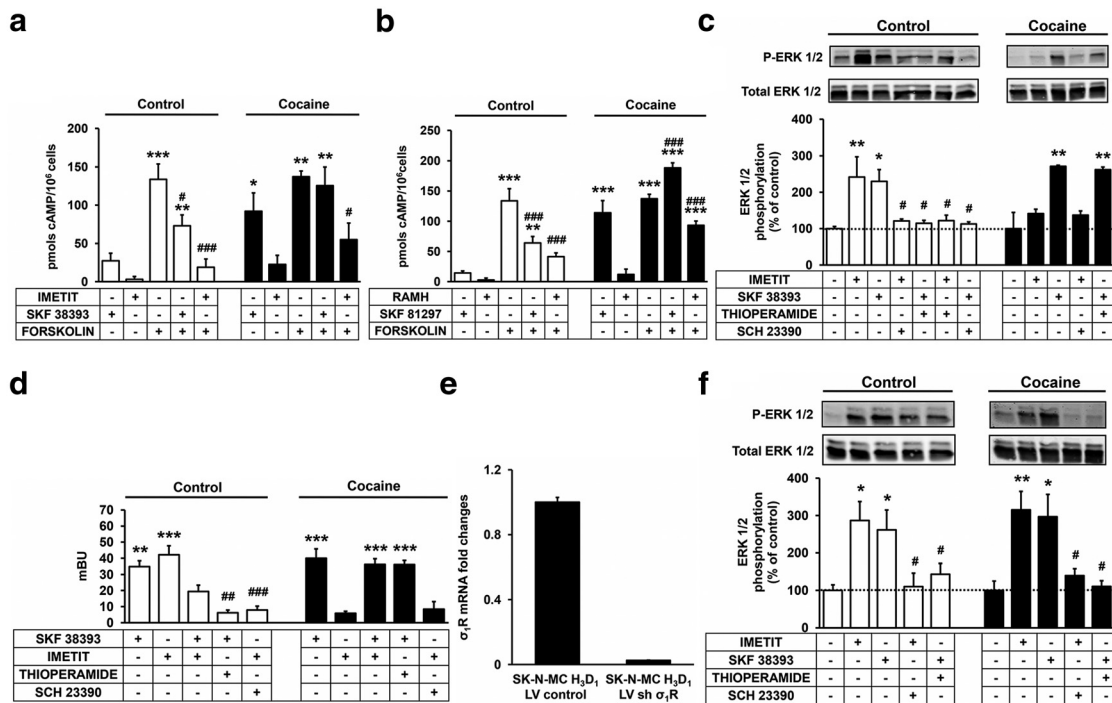 a
Control
Cocaine
pmols cAMP/10⁶cells
200
150
100
50
0
***
#
**
###
*
**
**
#
IMETIT - + - - + - + - - +
SKF 38393 + - - + - + - - + -
FORSKOLIN - - + + + - - + + +
b
Control
Cocaine
pmols cAMP/10⁶cells
250
200
150
100
50
0
***
###
**
###
***
***
###
***
###
***
RAMH - + - - + - + - - +
SKF 81297 + - - + - + - - + -
FORSKOLIN - - + + + - - + + +
c
Control
Cocaine
P-ERK 1/2
Total ERK 1/2
ERK 1/2
phosphorylation
(% of control)
400
300
200
100
0
**
*
#
#
#
#
**
**
IMETIT - + - + - + - - + - + -
SKF 38393 - - + - + - + - - + - +
THIOPERAMIDE - - - - + + - - - - - +
SCH 23390 - - - + - - + - - - + -
d
Control
Cocaine
mBU
70
60
50
40
30
20
10
0
**
***
##
###
***
***
***
SKF 38393 + - + + - + - + + -
IMETIT - + + - + - + + - +
THIOPERAMIDE - - - + - - - - + -
SCH 23390 - - - - + - - - - +
e
σ₁R mRNA fold changes
1.2
0.8
0.4
0
SK-N-MC H₃D₁
LV control
SK-N-MC H₃D₁
LV sh σ₁R
f
Control
Cocaine
P-ERK 1/2
Total ERK 1/2
ERK 1/2
phosphorylation
(% of control)
400
300
200
100
0
*
*
#
#
**
*
#
#
IMETIT - + - + - - + - + -
SKF 38393 - - + - + - - + - +
THIOPERAMIDE - - - - + - - - - +
SCH 23390 - - - + - - - - + -